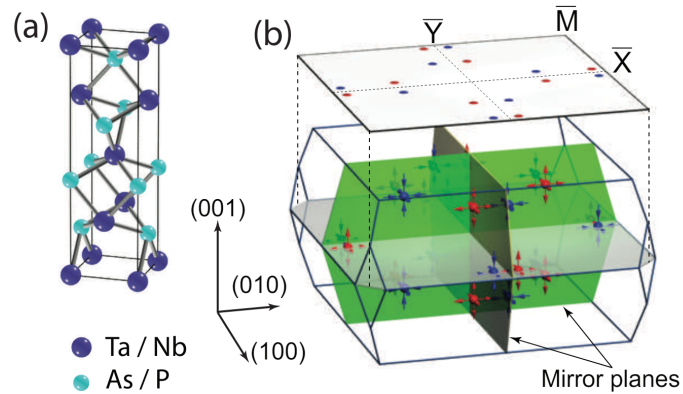 (a)
(b)
Y̅
M̅
X̅
(001)
(010)
(100)
Ta / Nb
As / P
Mirror planes